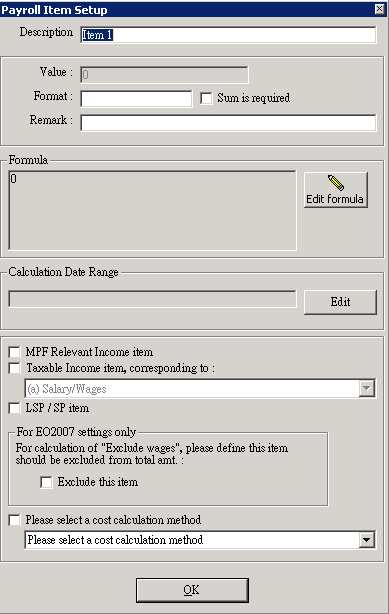 Payroll Item Setup
Description Item 1
Value : 0
Format : Sum is required
Remark :
Formula
0
Edit formula
Calculation Date Range
Edit
MPF Relevant Income item
Taxable Income item, corresponding to :
(a) Salary/Wages
LSP / SP item
For EO2007 settings only
For calculation of "Exclude wages", please define this item
should be excluded from total amt. :
Exclude this item
Please select a cost calculation method
Please select a cost calculation method
OK